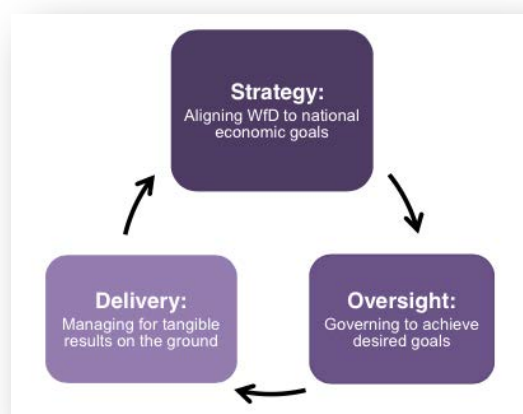 Strategy:
Aligning WfD to national
economic goals
Delivery:
Managing for tangible
results on the ground
Oversight:
Governing to achieve
desired goals